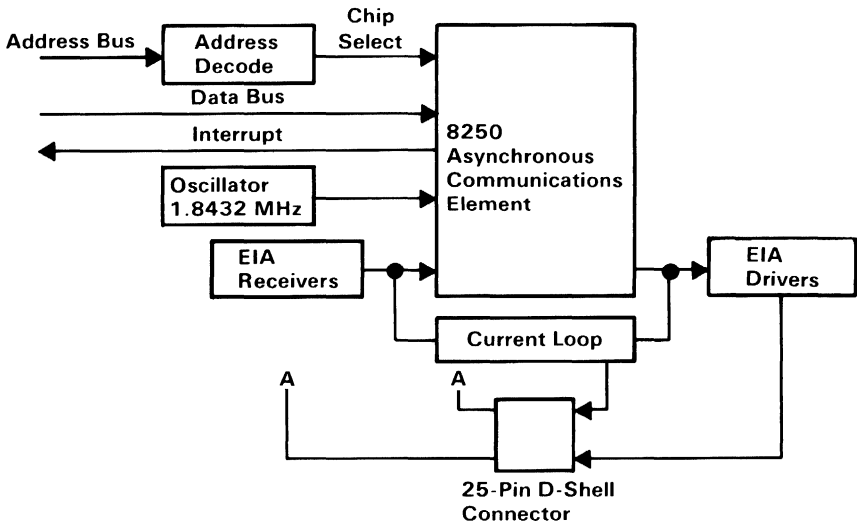 Chip
Select
Address Bus
Address
Decode
Data Bus
Interrupt
8250
Asynchronous
Communications
Element
Oscillator
1.8432 MHz
EIA
Receivers
EIA
Drivers
Current Loop
A
A
25-Pin D-Shell
Connector